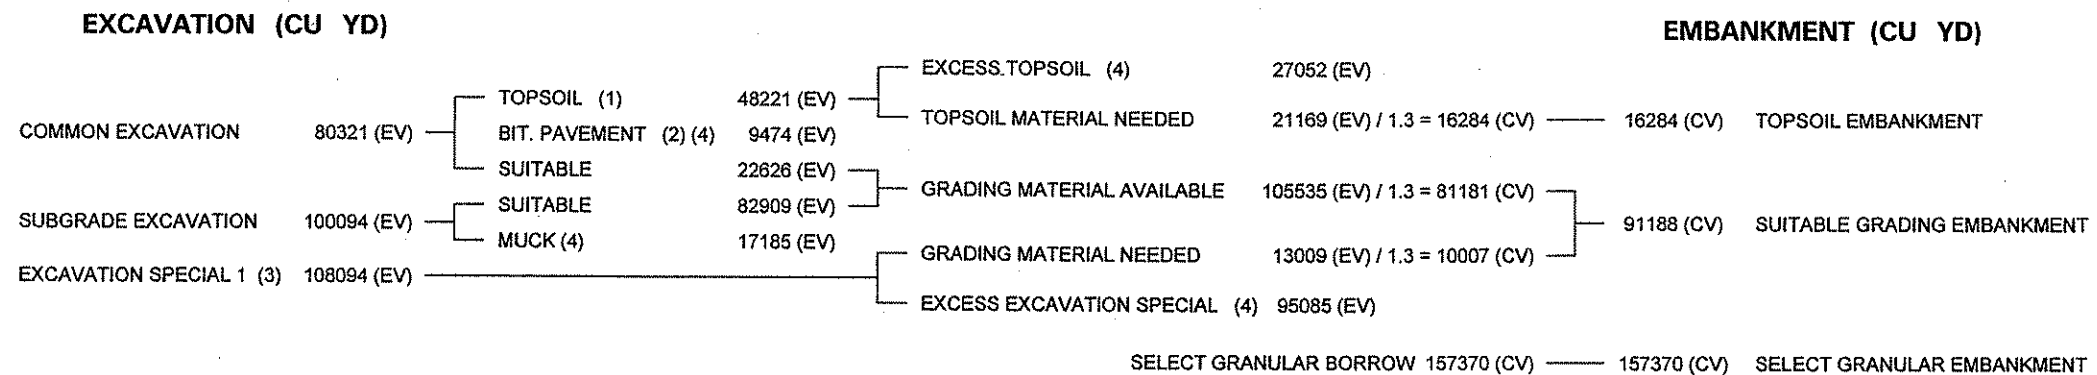 EXCAVATION (CU YD)
EMBANKMENT (CU YD)
EXCESS TOPSOIL (4) 27052 (EV)
TOPSOIL (1) 48221 (EV)
COMMON EXCAVATION 80321 (EV) BIT. PAVEMENT (2) (4) 9474 (EV) TOPSOIL MATERIAL NEEDED 21169 (EV) / 1.3 = 16284 (CV) 16284 (CV) TOPSOIL EMBANKMENT
SUITABLE 22626 (EV)
GRADING MATERIAL AVAILABLE 105535 (EV) / 1.3 = 81181 (CV)
SUITABLE 82909 (EV)
SUBGRADE EXCAVATION 100094 (EV) 91188 (CV) SUITABLE GRADING EMBANKMENT
MUCK (4) 17185 (EV)
GRADING MATERIAL NEEDED 13009 (EV) / 1.3 = 10007 (CV)
EXCAVATION SPECIAL 1 (3) 108094 (EV)
EXCESS EXCAVATION SPECIAL (4) 95085 (EV)
SELECT GRANULAR BORROW 157370 (CV) 157370 (CV) SELECT GRANULAR EMBANKMENT